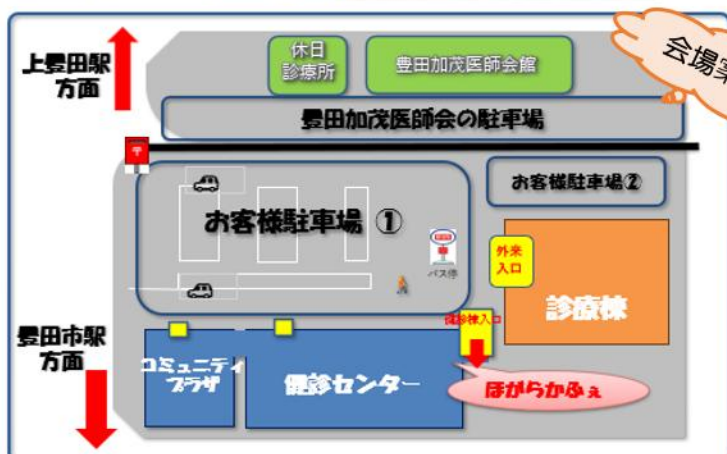 会場案
上豊田駅
方面
休日
診療所
豊田加茂医師会館
豊田加茂医師会の駐車場
〒
お客様駐車場 ①
お客様駐車場②
バス停
外来
入口
診療棟
健診棟入口
豊田市駅
方面
コミュニティ
プラザ
健診センター
ほがらかふぇ